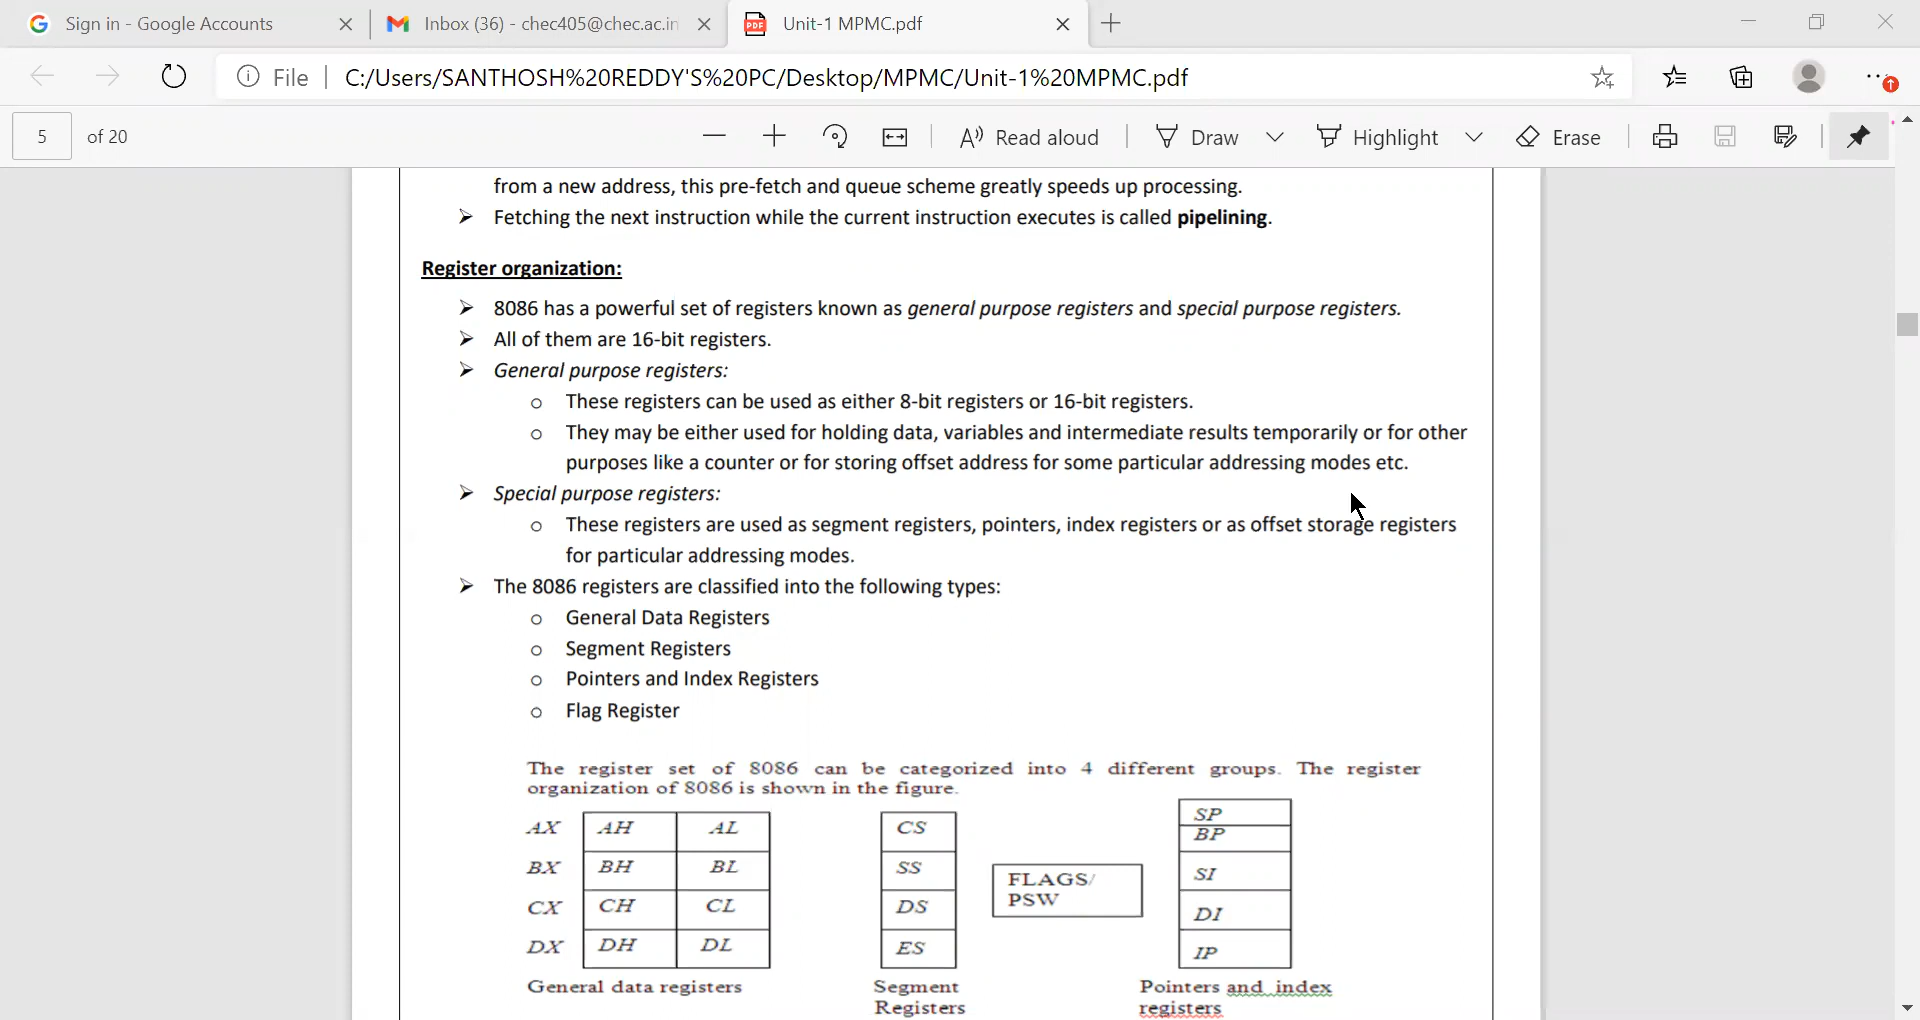 Sign in - Google Accounts
Inbox (36) - chec405@chec.ac.in
Unit-1 MPMC.pdf
File
C:/Users/SANTHOSH%20REDDY'S%20PC/Desktop/MPMC/Unit-1%20MPMC.pdf
5 of 20
Read aloud
Draw
Highlight
Erase
from a new address, this pre-fetch and queue scheme greatly speeds up processing.
➢ Fetching the next instruction while the current instruction executes is called pipelining.
Register organization:
➢ 8086 has a powerful set of registers known as general purpose registers and special purpose registers.
➢ All of them are 16-bit registers.
➢ General purpose registers:
o These registers can be used as either 8-bit registers or 16-bit registers.
o They may be either used for holding data, variables and intermediate results temporarily or for other
purposes like a counter or for storing offset address for some particular addressing modes etc.
➢ Special purpose registers:
o These registers are used as segment registers, pointers, index registers or as offset storage registers
for particular addressing modes.
➢ The 8086 registers are classified into the following types:
o General Data Registers
o Segment Registers
o Pointers and Index Registers
o Flag Register
The register set of 8086 can be categorized into 4 different groups. The register
organization of 8086 is shown in the figure.
AX AH AL
BX BH BL
CX CH CL
DX DH DL
General data registers
CS
SS
DS
ES
Segment
Registers
FLAGS/
PSW
SP
BP
SI
DI
IP
Pointers and index
registers